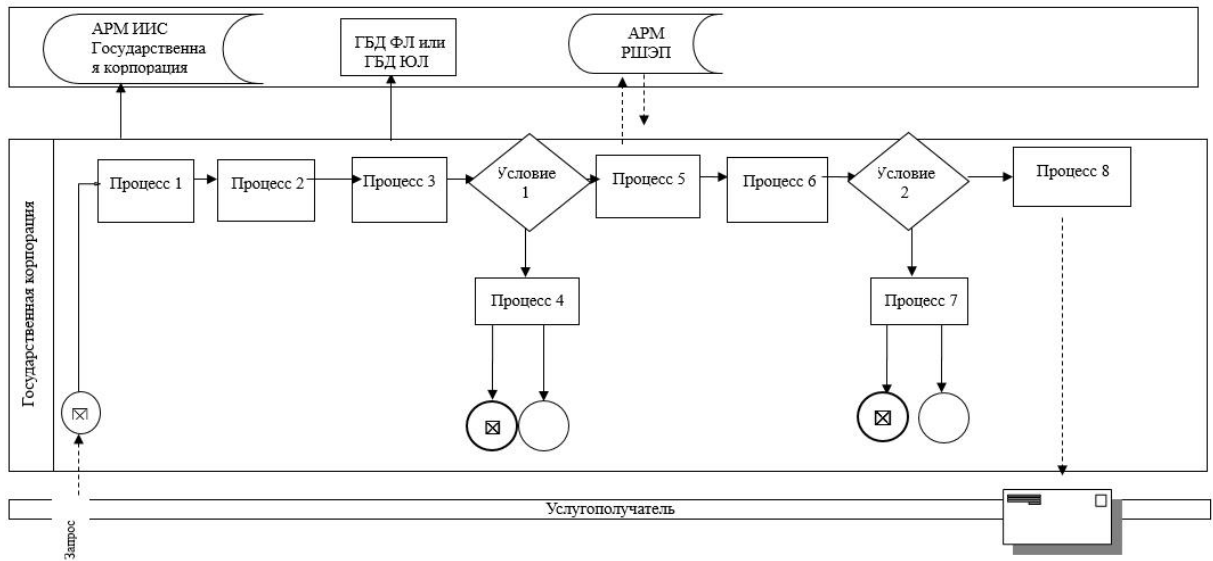 АРМ ИИС
Государственна
я корпорация
ГБД ФЛ или
ГБД ЮЛ
АРМ
РШЭП
Государственная корпорация
Процесс 1
Процесс 2
Процесс 3
Условие
1
Процесс 5
Процесс 6
Условие
2
Процесс 8
Процесс 4
Процесс 7
Услугополучатель
Запрос